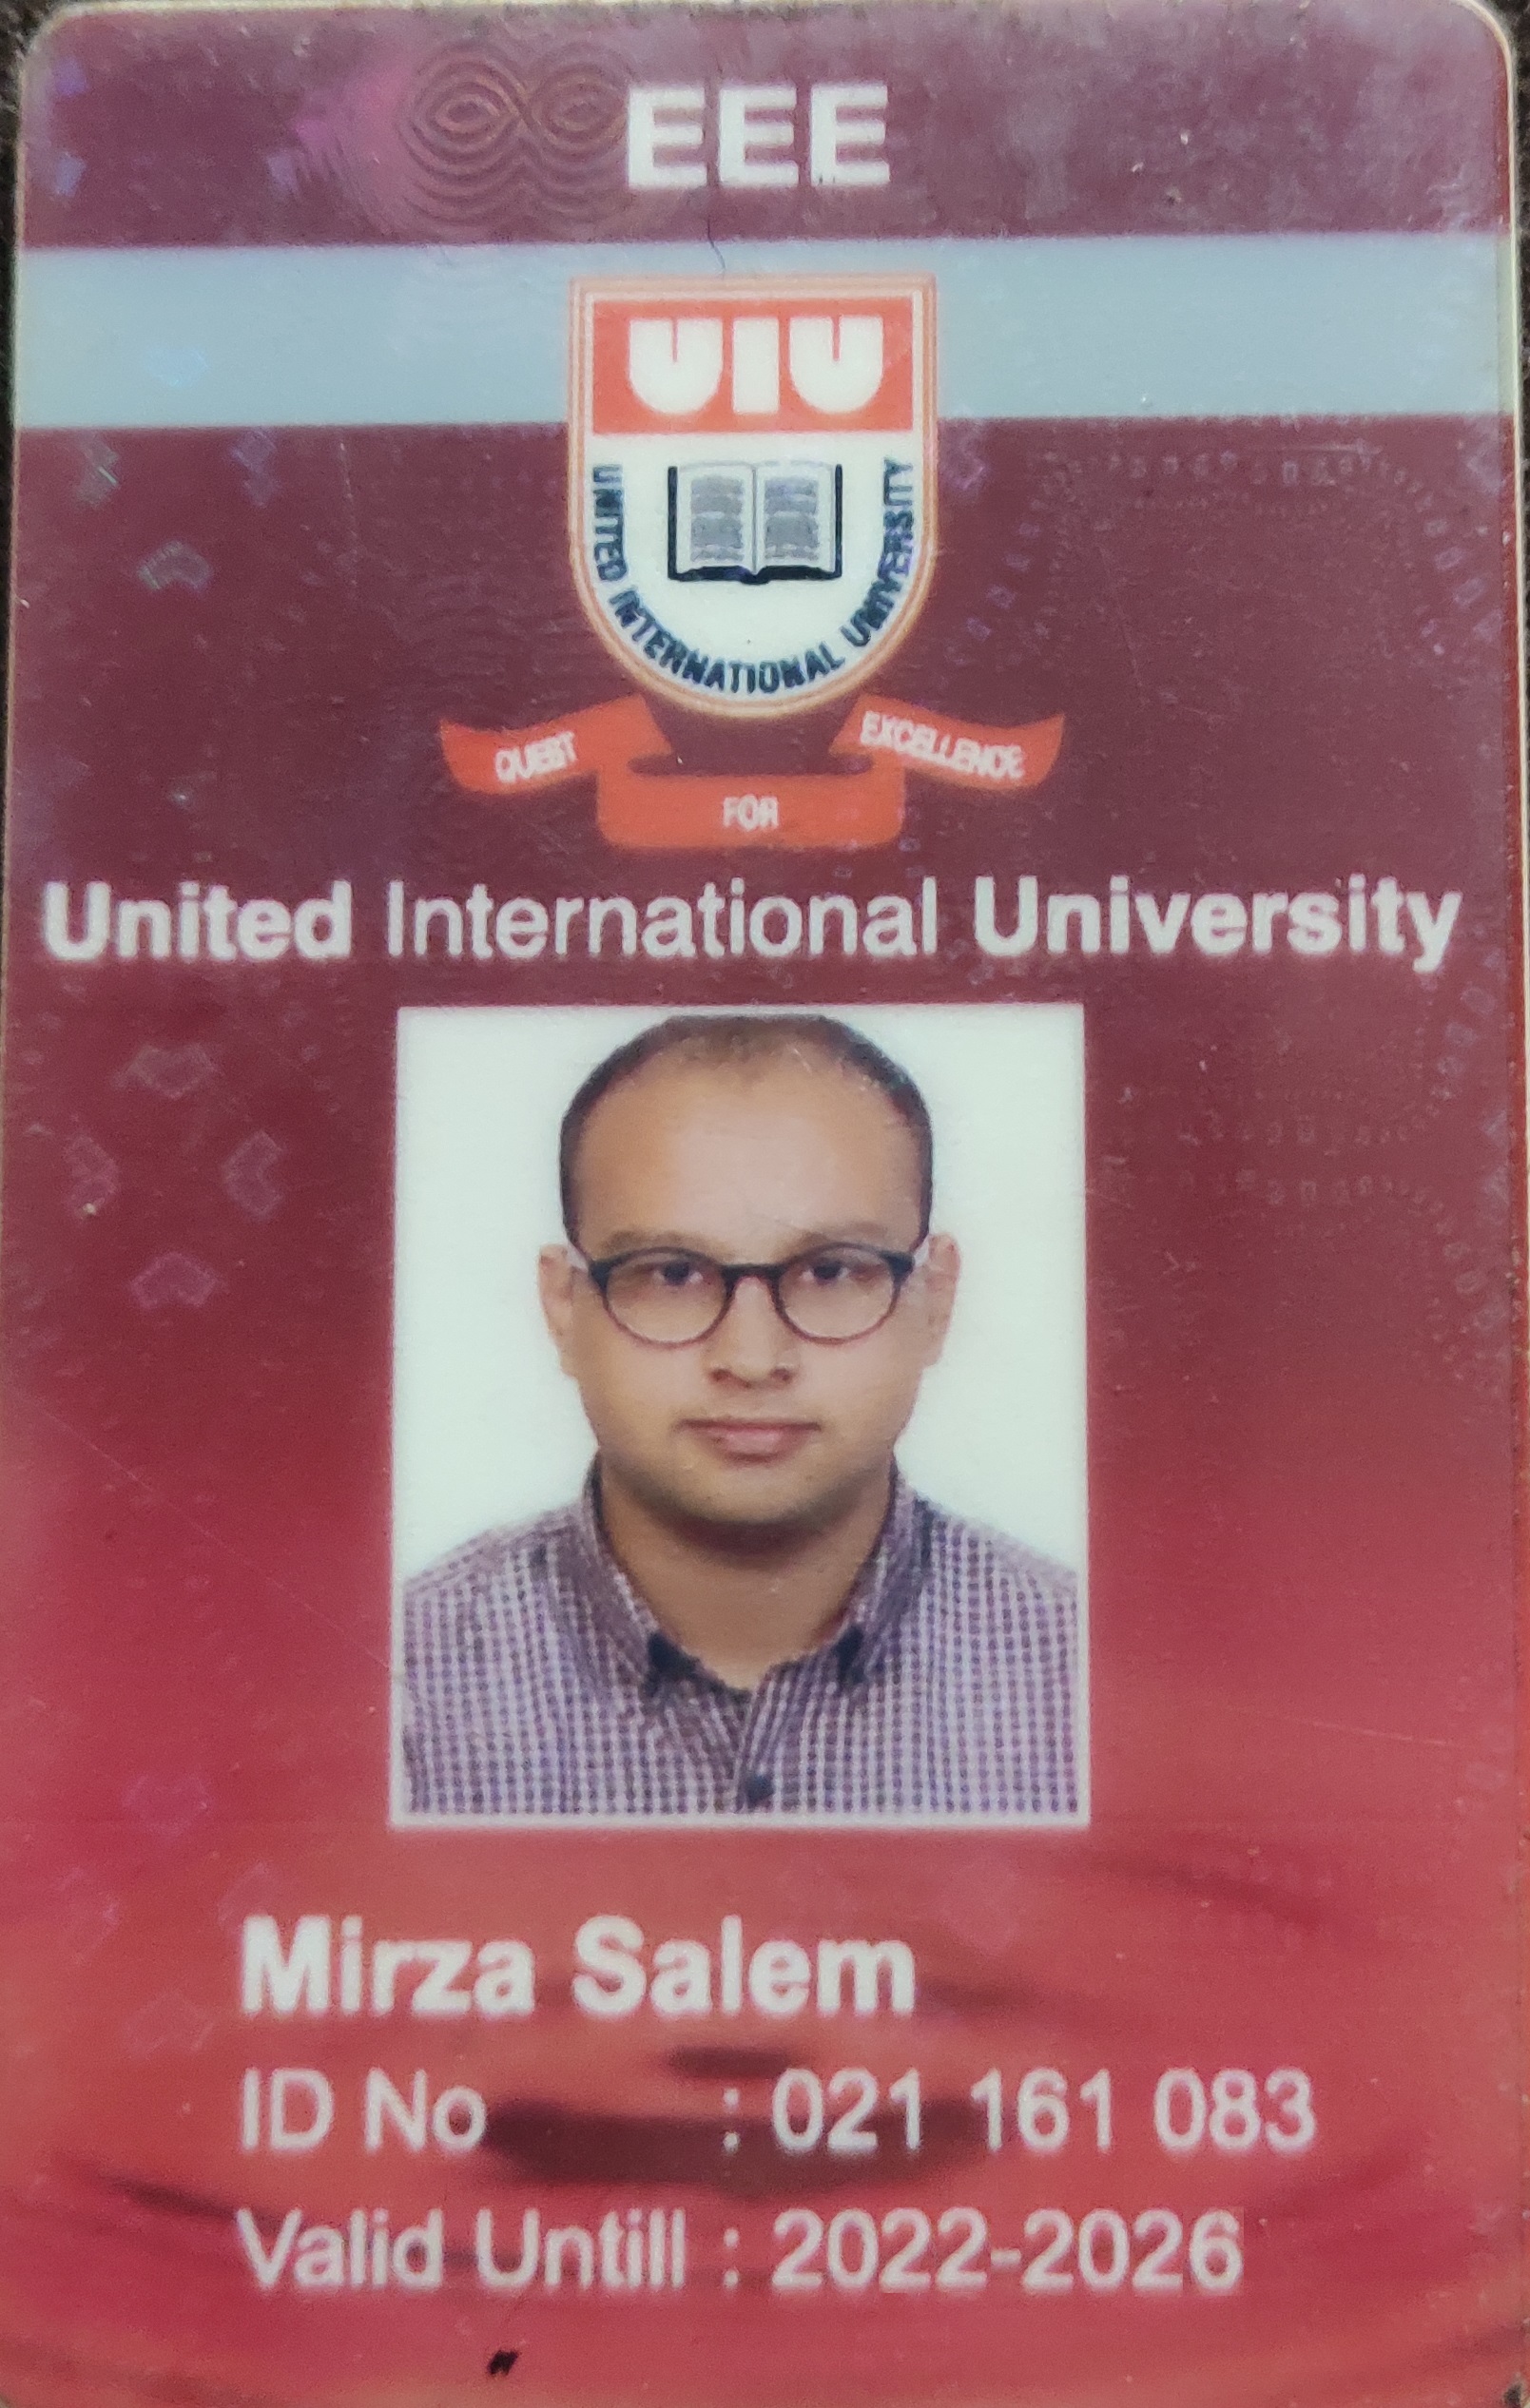 EEE
UIU
UNITED INTERNATIONAL UNIVERSITY
QUEST FOR EXCELLENCE
United International University
Mirza Salem
ID No : 021 161 083
Valid Untill : 2022-2026